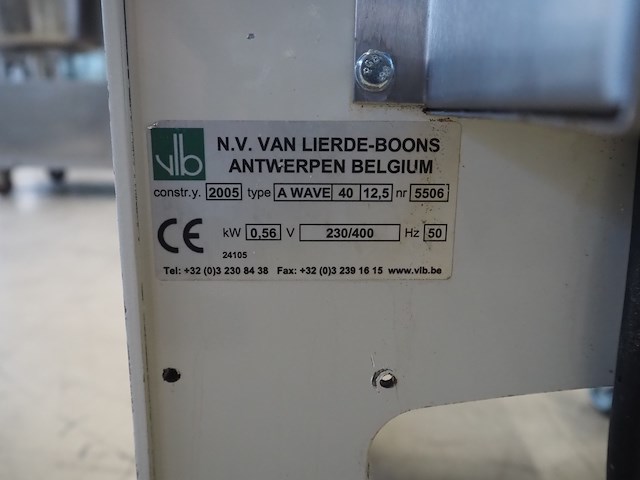 vlb
N.V. VAN LIERDE-BOONS
ANTWERPEN BELGIUM
constr.y. 2005 type A WAVE 40 12,5 nr 5506
CE kW 0,56 V 230/400 Hz 50
24105
Tel: +32 (0)3 230 84 38 Fax: +32 (0)3 239 16 15 www.vlb.be